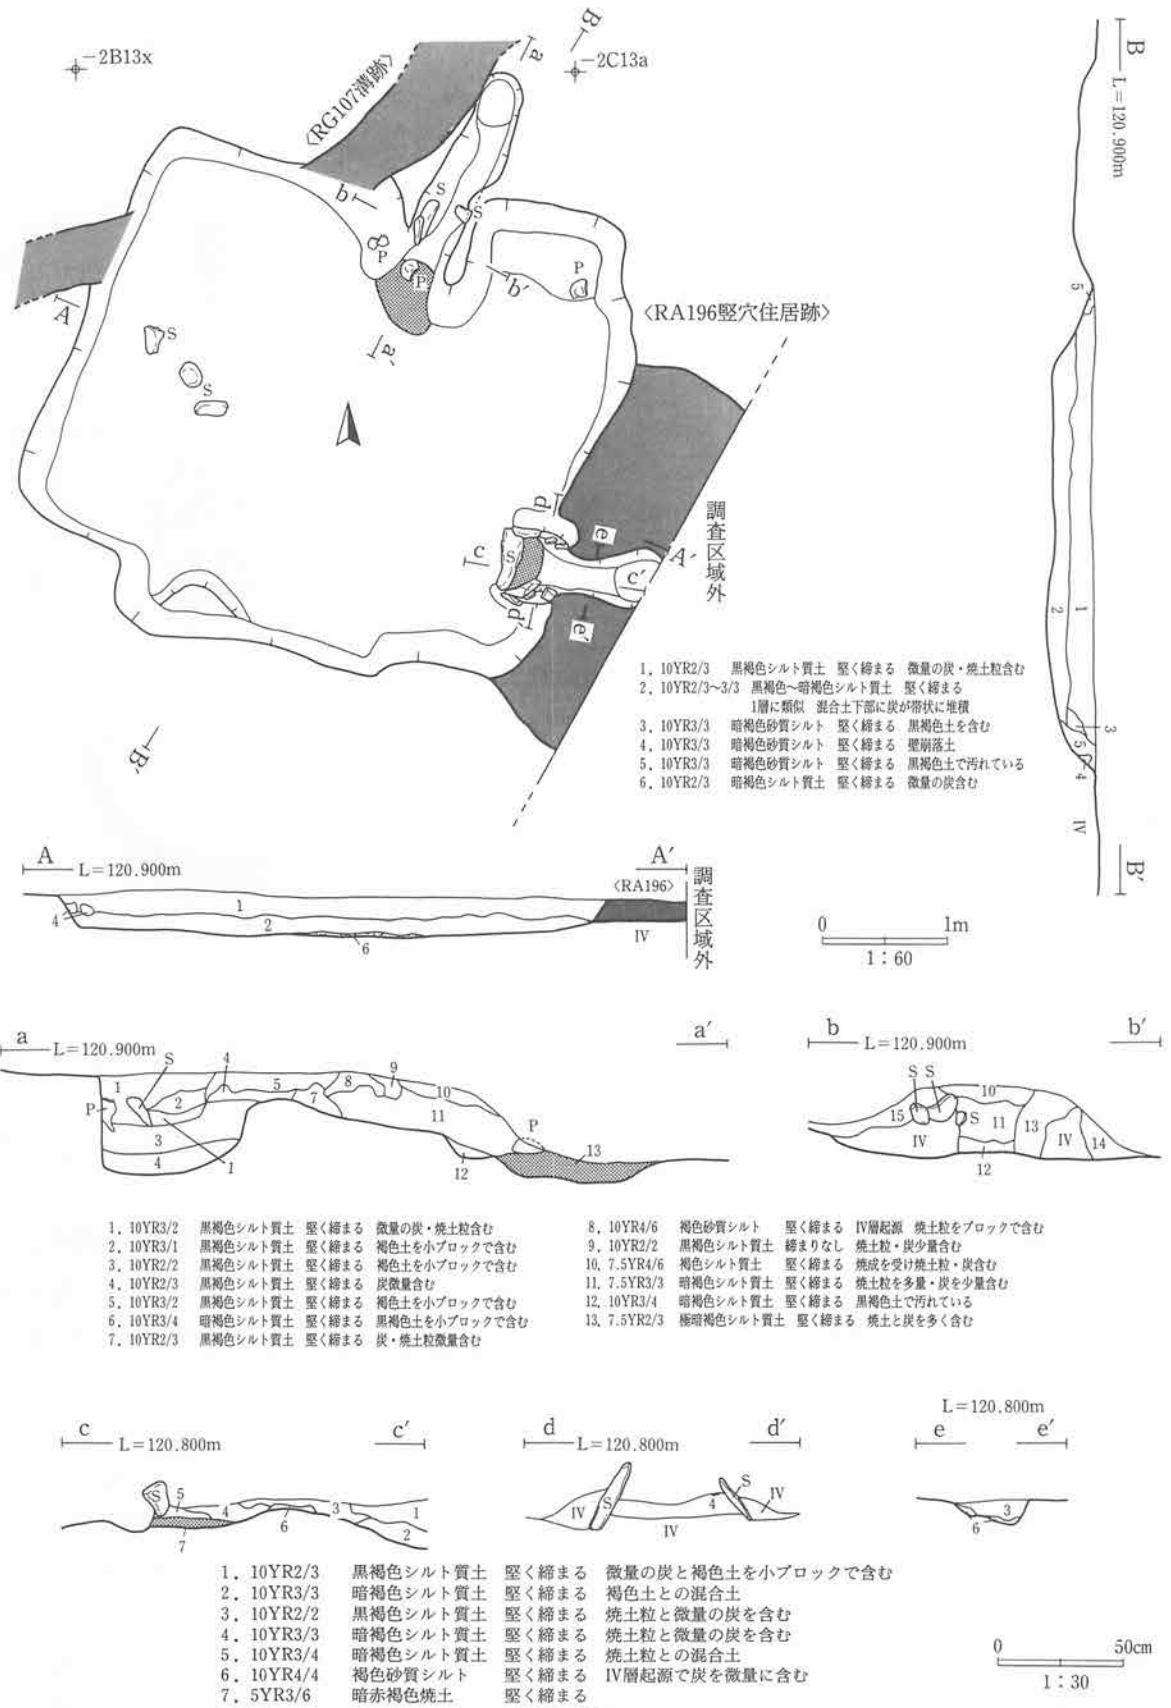 -2B13x
〈RG107溝跡〉
a
B
-2C13a
b
S
S
P
P
b′
P
A
a′
S
S
〈RA196竪穴住居跡〉
d
e
c
S
A′
c′
d′
e′
調査区域外
B′
B
L=120.900m
5
1
2
3
5
4
IV
B′
1. 10YR2/3 黒褐色シルト質土 堅く締まる 微量の炭・焼土粒含む
2. 10YR2/3~3/3 黒褐色~暗褐色シルト質土 堅く締まる
1層に類似 混合土下部に炭が帯状に堆積
3. 10YR3/3 暗褐色砂質シルト 堅く締まる 黒褐色土を含む
4. 10YR3/3 暗褐色砂質シルト 堅く締まる 壁崩落土
5. 10YR3/3 暗褐色砂質シルト 堅く締まる 黒褐色土で汚れている
6. 10YR2/3 暗褐色シルト質土 堅く締まる 微量の炭含む
A L=120.900m A′
〈RA196〉
調査区域外
1
4
2
6
IV
0 1m
1:60
a L=120.900m a′
S
4
9
1
P
2
5
7
8
10
11
P
3
4
1
12
13
b L=120.900m b′
S S
10
15
S
11
13
IV
IV
14
12
1. 10YR3/2 黒褐色シルト質土 堅く締まる 微量の炭・焼土粒含む
2. 10YR3/1 黒褐色シルト質土 堅く締まる 褐色土を小ブロックで含む
3. 10YR2/2 黒褐色シルト質土 堅く締まる 褐色土を小ブロックで含む
4. 10YR2/3 黒褐色シルト質土 堅く締まる 炭微量含む
5. 10YR3/2 黒褐色シルト質土 堅く締まる 褐色土を小ブロックで含む
6. 10YR3/4 暗褐色シルト質土 堅く締まる 黒褐色土を小ブロックで含む
7. 10YR2/3 黒褐色シルト質土 堅く締まる 炭・焼土粒微量含む
8. 10YR4/6 褐色砂質シルト 堅く締まる IV層起源 焼土粒をブロックで含む
9. 10YR2/2 黒褐色シルト質土 締まりなし 焼土粒・炭少量含む
10. 7.5YR4/6 褐色シルト質土 堅く締まる 焼成を受け焼土粒・炭含む
11. 7.5YR3/3 暗褐色シルト質土 堅く締まる 焼土粒を多量・炭を少量含む
12. 10YR3/4 暗褐色シルト質土 堅く締まる 黒褐色土で汚れている
13. 7.5YR2/3 極暗褐色シルト質土 堅く締まる 焼土と炭を多く含む
c L=120.800m c′
S
5
4
3
1
6
2
7
d L=120.800m d′
IV
S
4
S
IV
IV
L=120.800m
e e′
3
6
1. 10YR2/3 黒褐色シルト質土 堅く締まる 微量の炭と褐色土を小ブロックで含む
2. 10YR3/3 暗褐色シルト質土 堅く締まる 褐色土との混合土
3. 10YR2/2 黒褐色シルト質土 堅く締まる 焼土粒と微量の炭を含む
4. 10YR3/3 暗褐色シルト質土 堅く締まる 焼土粒と微量の炭を含む
5. 10YR3/4 暗褐色シルト質土 堅く締まる 焼土粒との混合土
6. 10YR4/4 褐色砂質シルト 堅く締まる IV層起源で炭を微量に含む
7. 5YR3/6 暗赤褐色焼土 堅く締まる
0 50cm
1:30